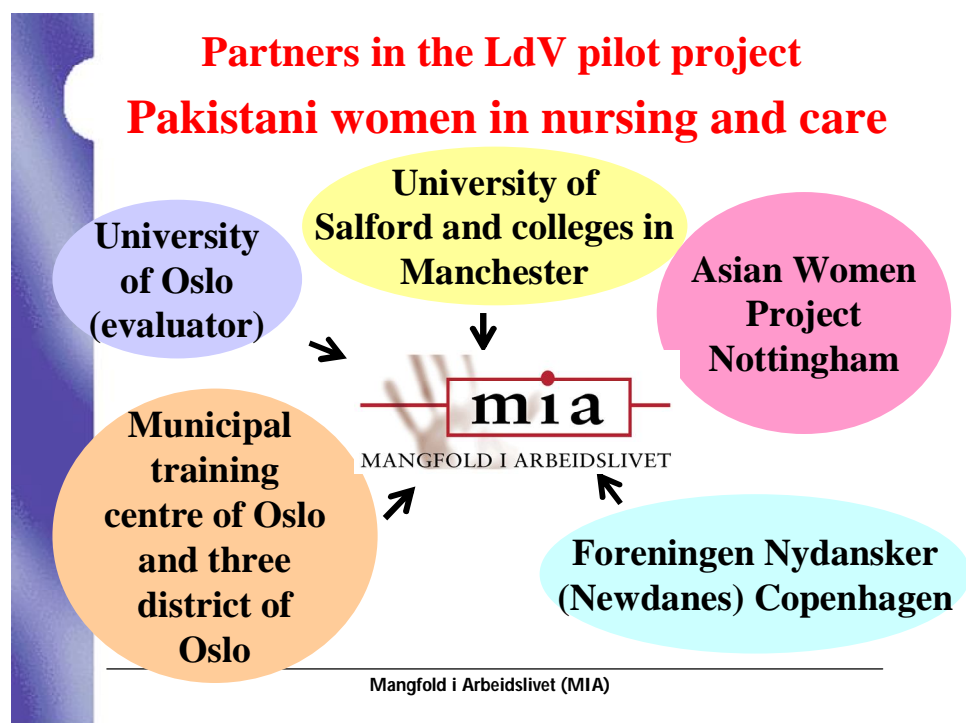 Partners in the LdV pilot project
Pakistani women in nursing and care
University of
Salford and colleges in
Manchester
University
of Oslo
(evaluator)
Asian Women
Project
Nottingham
mia
MANGFOLD I ARBEIDSLIVET
Municipal
training
centre of Oslo
and three
district of
Oslo
Foreningen Nydansker
(Newdanes) Copenhagen
Mangfold i Arbeidslivet (MIA)